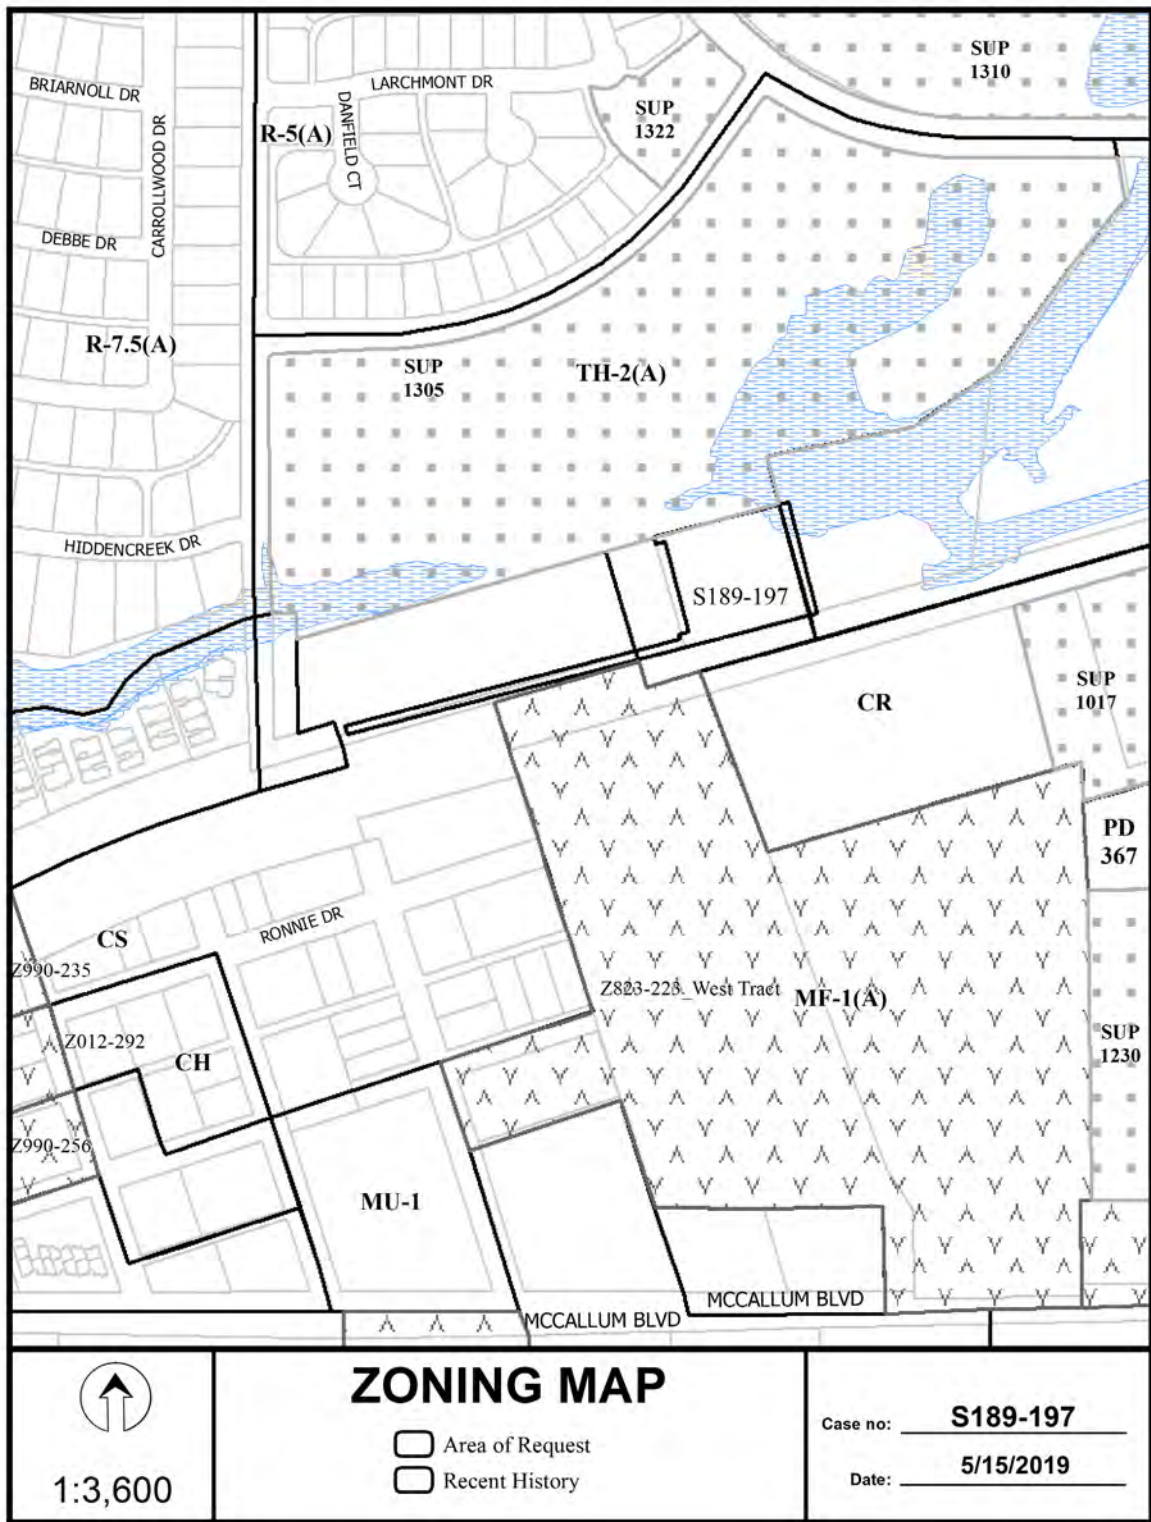 SUP
1310
LARCHMONT DR
BRIARNOLL DR
SUP
1322
R-5(A)
DANFIELD CT
CARROLLWOOD DR
DEBBE DR
R-7.5(A)
SUP
1305
TH-2(A)
HIDDENCREEK DR
S189-197
SUP
1017
CR
PD
367
RONNIE DR
CS
Z990-235
Z823-223_West Tract
MF-1(A)
Z012-292
CH
SUP
1230
Z990-256
MU-1
MCCALLUM BLVD
MCCALLUM BLVD
1:3,600
ZONING MAP
Area of Request
Recent History
Case no: S189-197
Date: 5/15/2019